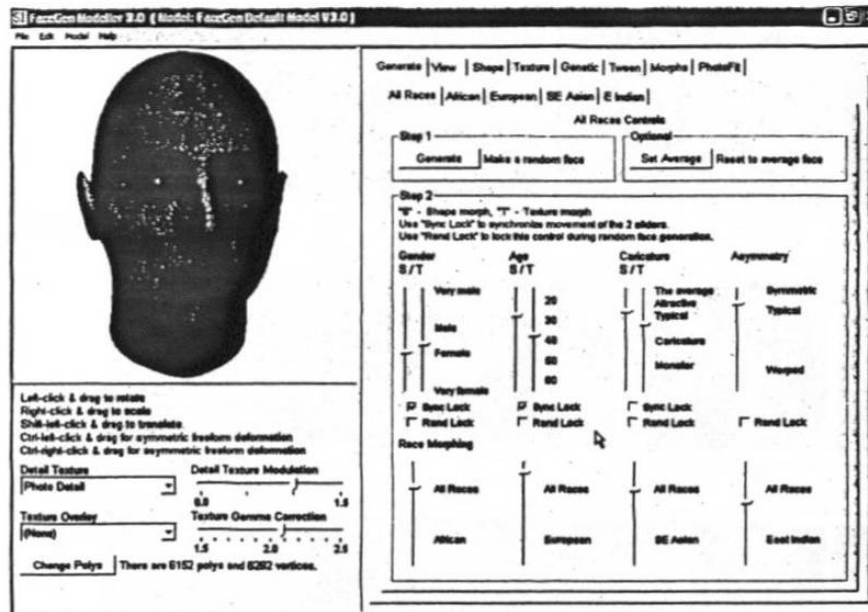 FaceGen Modeller 3.0 ( Model: FaceGen Default Model V3.0 )
File Edit Model Help
Generate View Shape Texture Genetic Tween Morphs PhotoFit
All Races African European SE Asian E Indian
All Races Controls
Step 1
Generate Make a random face
Optional
Set Average Reset to average face
Step 2
"S" - Shape morph, "T" - Texture morph
Use "Sync Lock" to synchronize movement of the 2 sliders.
Use "Rand Lock" to lock this control during random face generation.
Gender Age Caricature Asymmetry
S / T S / T S / T
Very male
Male
Female
Very female
20
30
40
50
60
The average
Attractive
Typical
Caricature
Monster
Symmetric
Typical
Warped
Sync Lock Sync Lock Sync Lock
Rand Lock Rand Lock Rand Lock Rand Lock
Race Morphing
All Races All Races All Races All Races
African European SE Asian East Indian
Left-click & drag to rotate
Right-click & drag to scale
Shift-left-click & drag to translate.
Ctrl-left-click & drag for symmetric freeform deformation
Ctrl-right-click & drag for asymmetric freeform deformation
Detail Texture Detail Texture Modulation
Photo Detail
0.0 1.5
Texture Overlay Texture Gamma Correction
(None)
1.5 2.0 2.5
Change Polys There are 6152 polys and 6282 vertices.